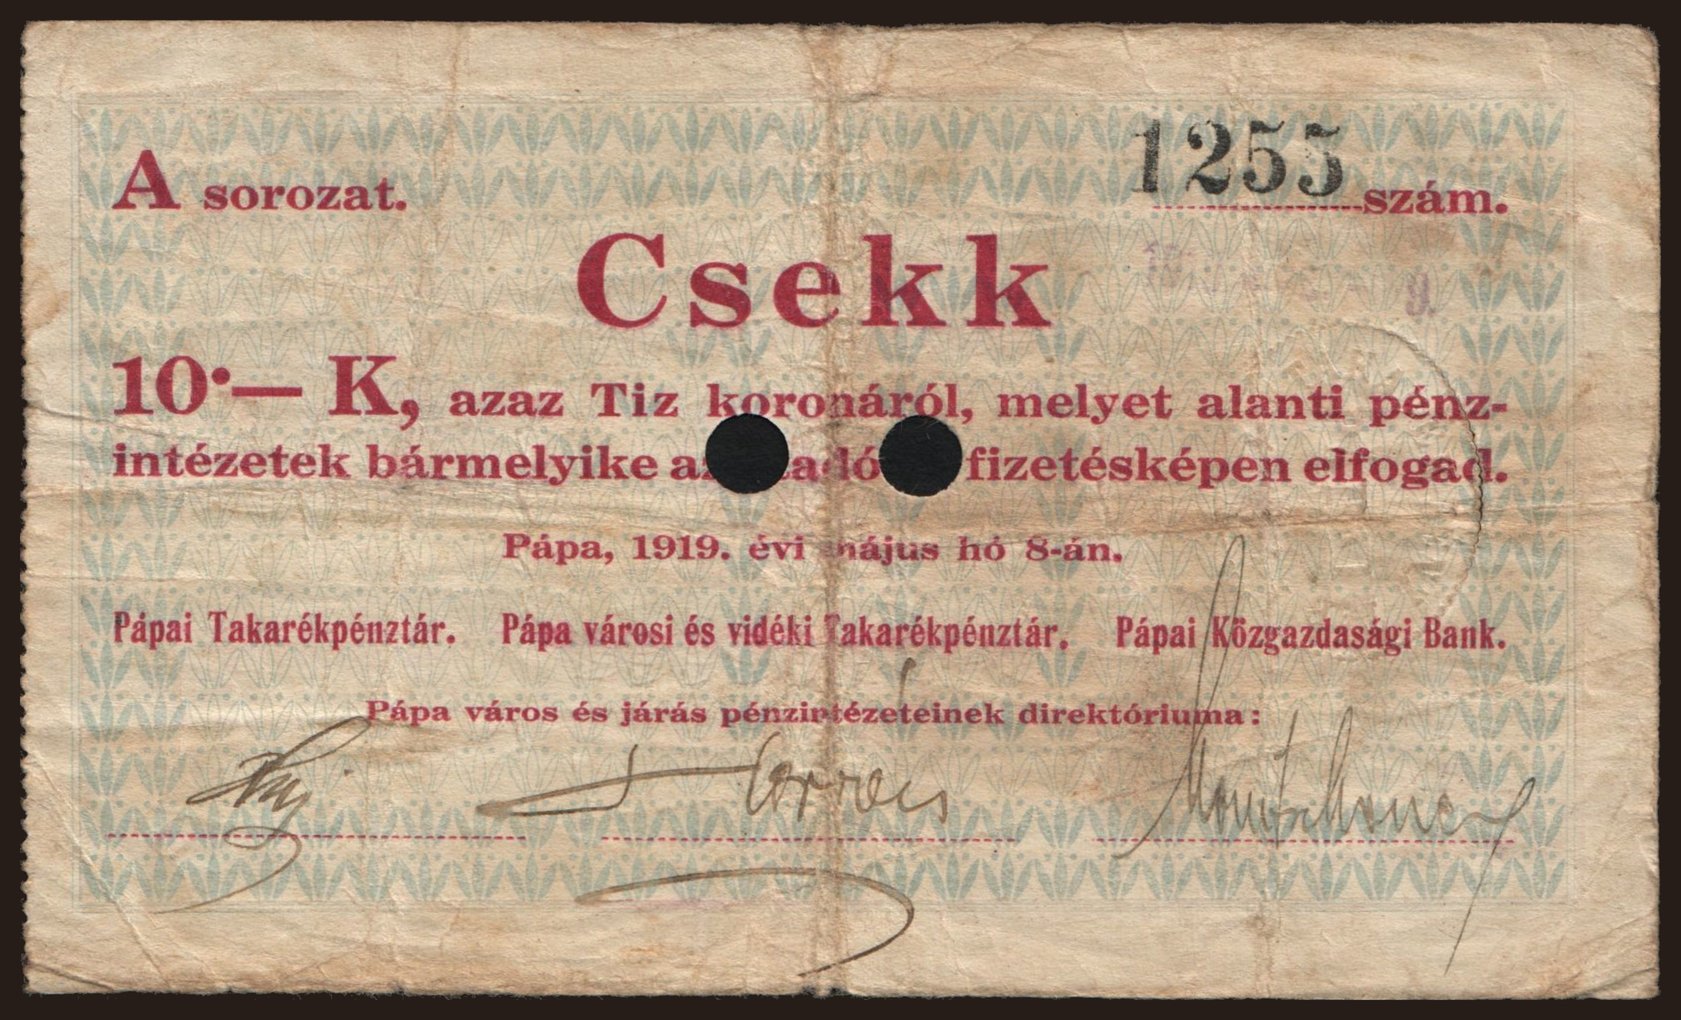 A sorozat. 1255 szám.
Csekk
10·— K, azaz Tiz koronáról, melyet alanti pénz-
intézetek bármelyike fizetésképen elfogad.
Pápa, 1919. évi május hó 8-án.
Pápai Takarékpénztár. Pápa városi és vidéki Takarékpénztár. Pápai Közgazdasági Bank.
Pápa város és járás pénzintézeteinek direktóriuma: